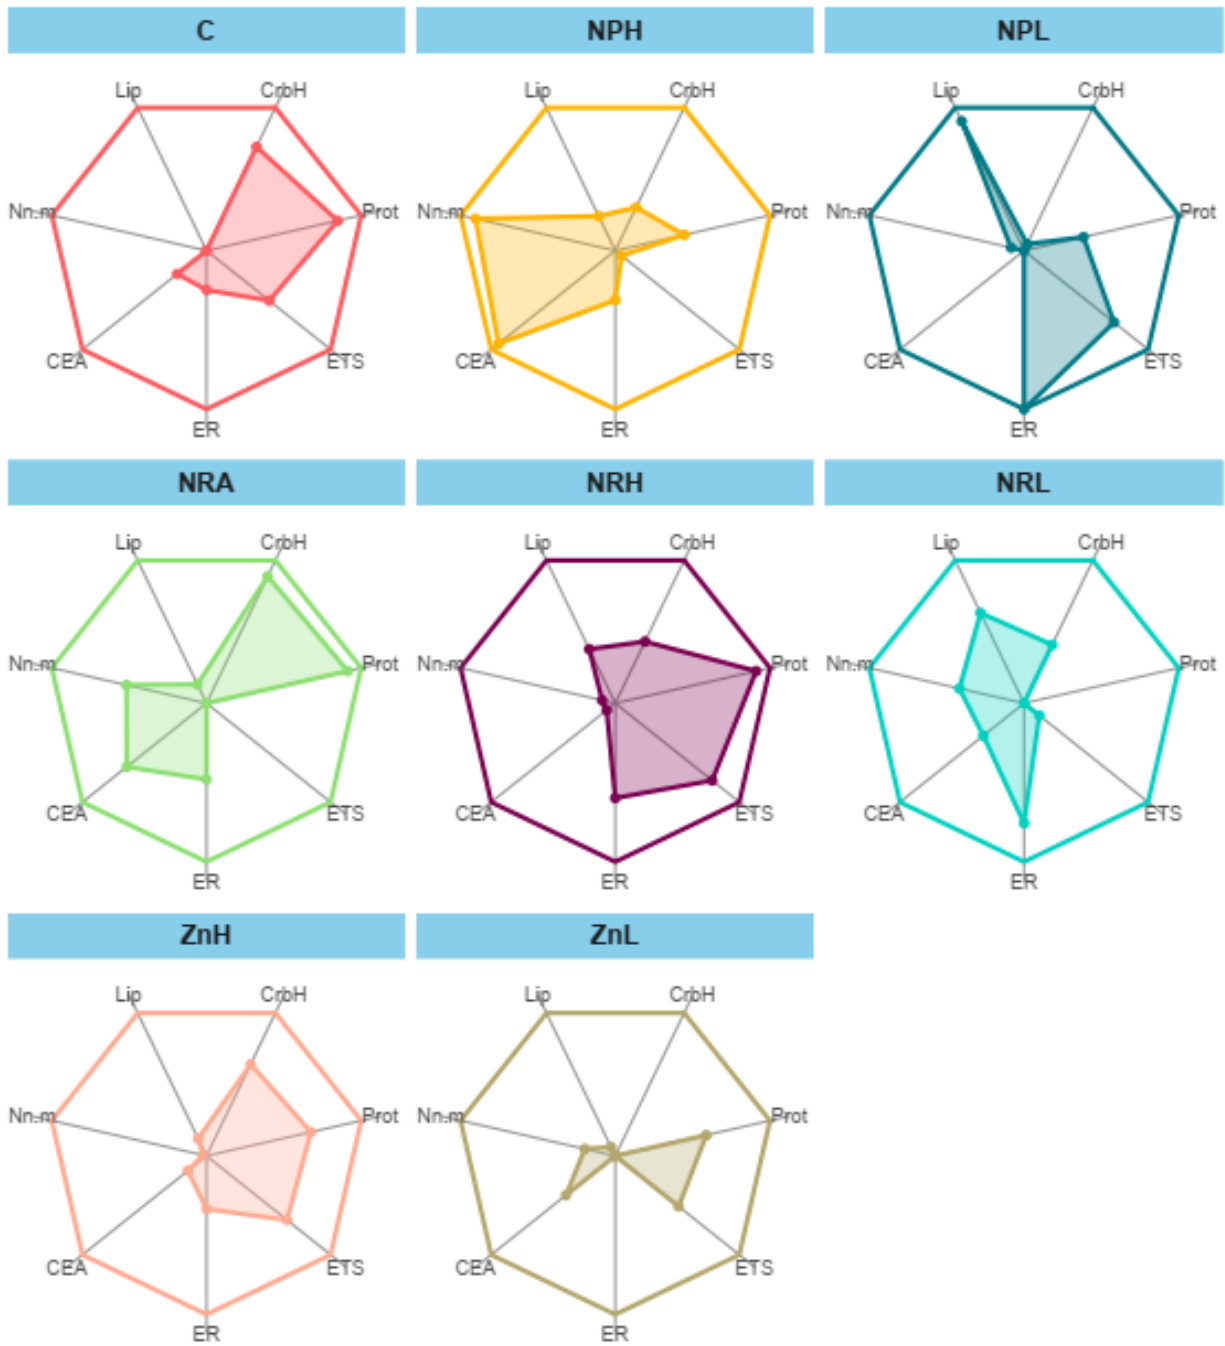 C NPH NPL
Lip CrbH Lip CrbH Lip CrbH
Nn-m Prot Nn-m Prot Nn-m Prot
CEA ETS CEA ETS CEA ETS
ER ER ER
NRA NRH NRL
Lip CrbH Lip CrbH Lip CrbH
Nn-m Prot Nn-m Prot Nn-m Prot
CEA ETS CEA ETS CEA ETS
ER ER ER
ZnH ZnL
Lip CrbH Lip CrbH
Nn-m Prot Nn-m Prot
CEA ETS CEA ETS
ER ER